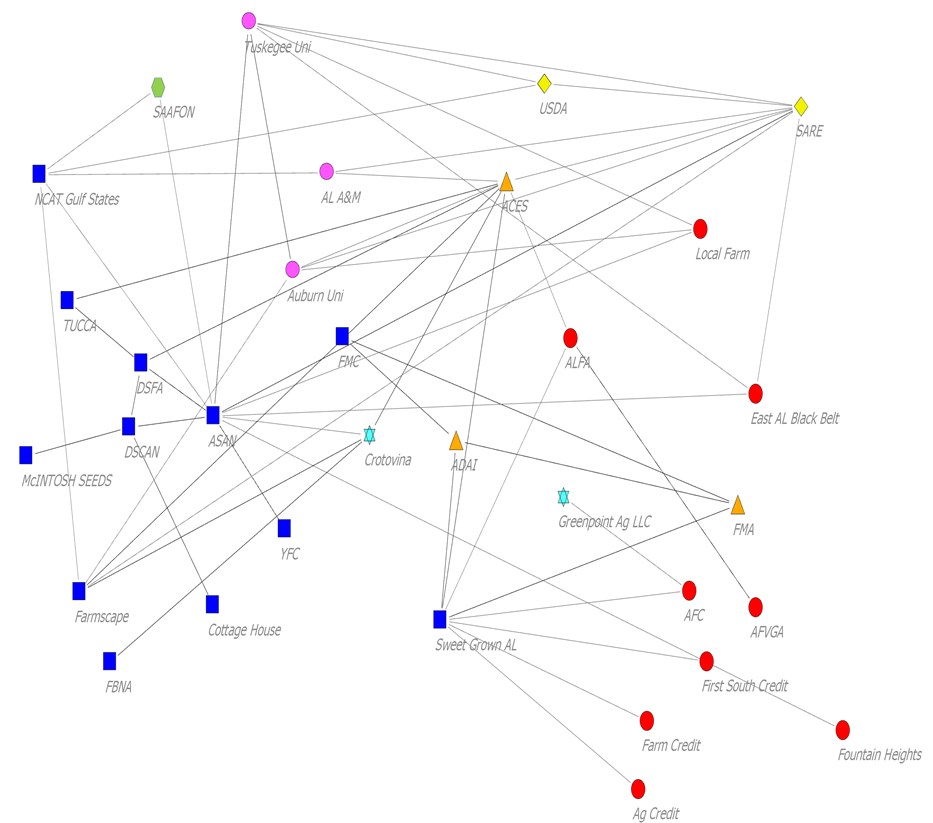 Tuskegee Uni
SAAFON
USDA
SARE
NCAT Gulf States
AL A&M
ACES
Local Farm
Auburn Uni
TUCCA
FMC
ALFA
DSFA
East AL Black Belt
ASAN
DSCAN
Crotovina
ADAI
McINTOSH SEEDS
Greenpoint Ag LLC
FMA
YFC
Farmscape
AFC
Cottage House
AFVGA
Sweet Grown AL
FBNA
First South Credit
Farm Credit
Fountain Heights
Ag Credit